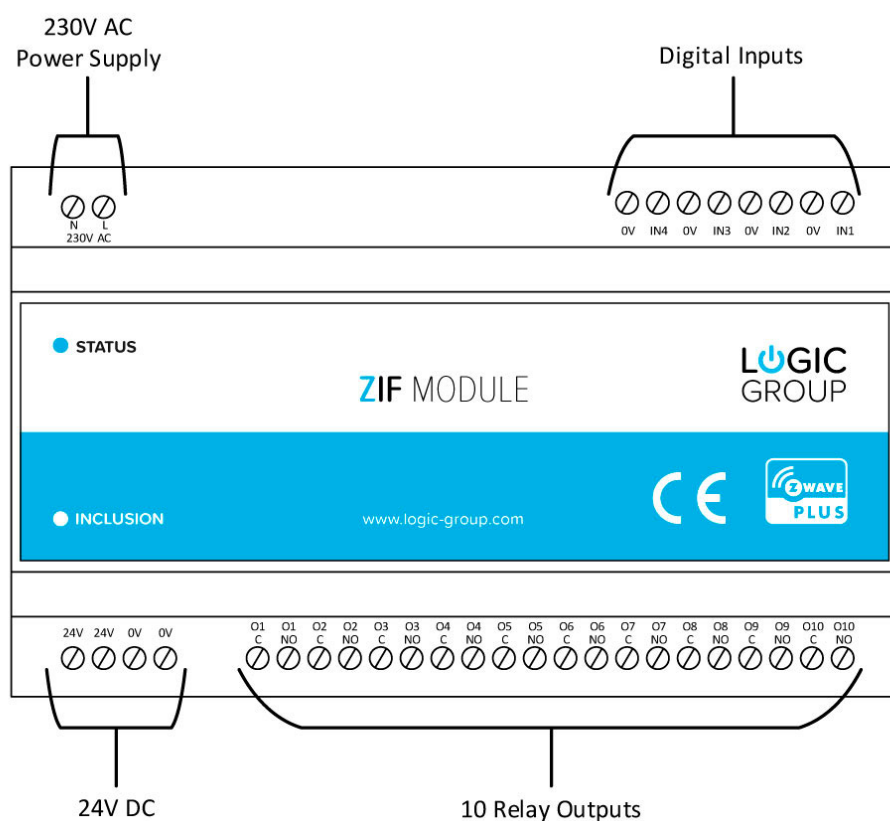 230V AC
Power Supply
Digital Inputs
N L
230V AC
0V IN4 0V IN3 0V IN2 0V IN1
STATUS
ZIF MODULE
LOGIC
GROUP
INCLUSION
www.logic-group.com
CE
Z WAVE
PLUS
24V 24V 0V 0V
O1 O1 O2 O2 O3 O3 O4 O4 O5 O5 O6 O6 O7 O7 O8 O8 O9 O9 O10 O10
C NO C NO C NO C NO C NO C NO C NO C NO C NO C NO
24V DC
10 Relay Outputs